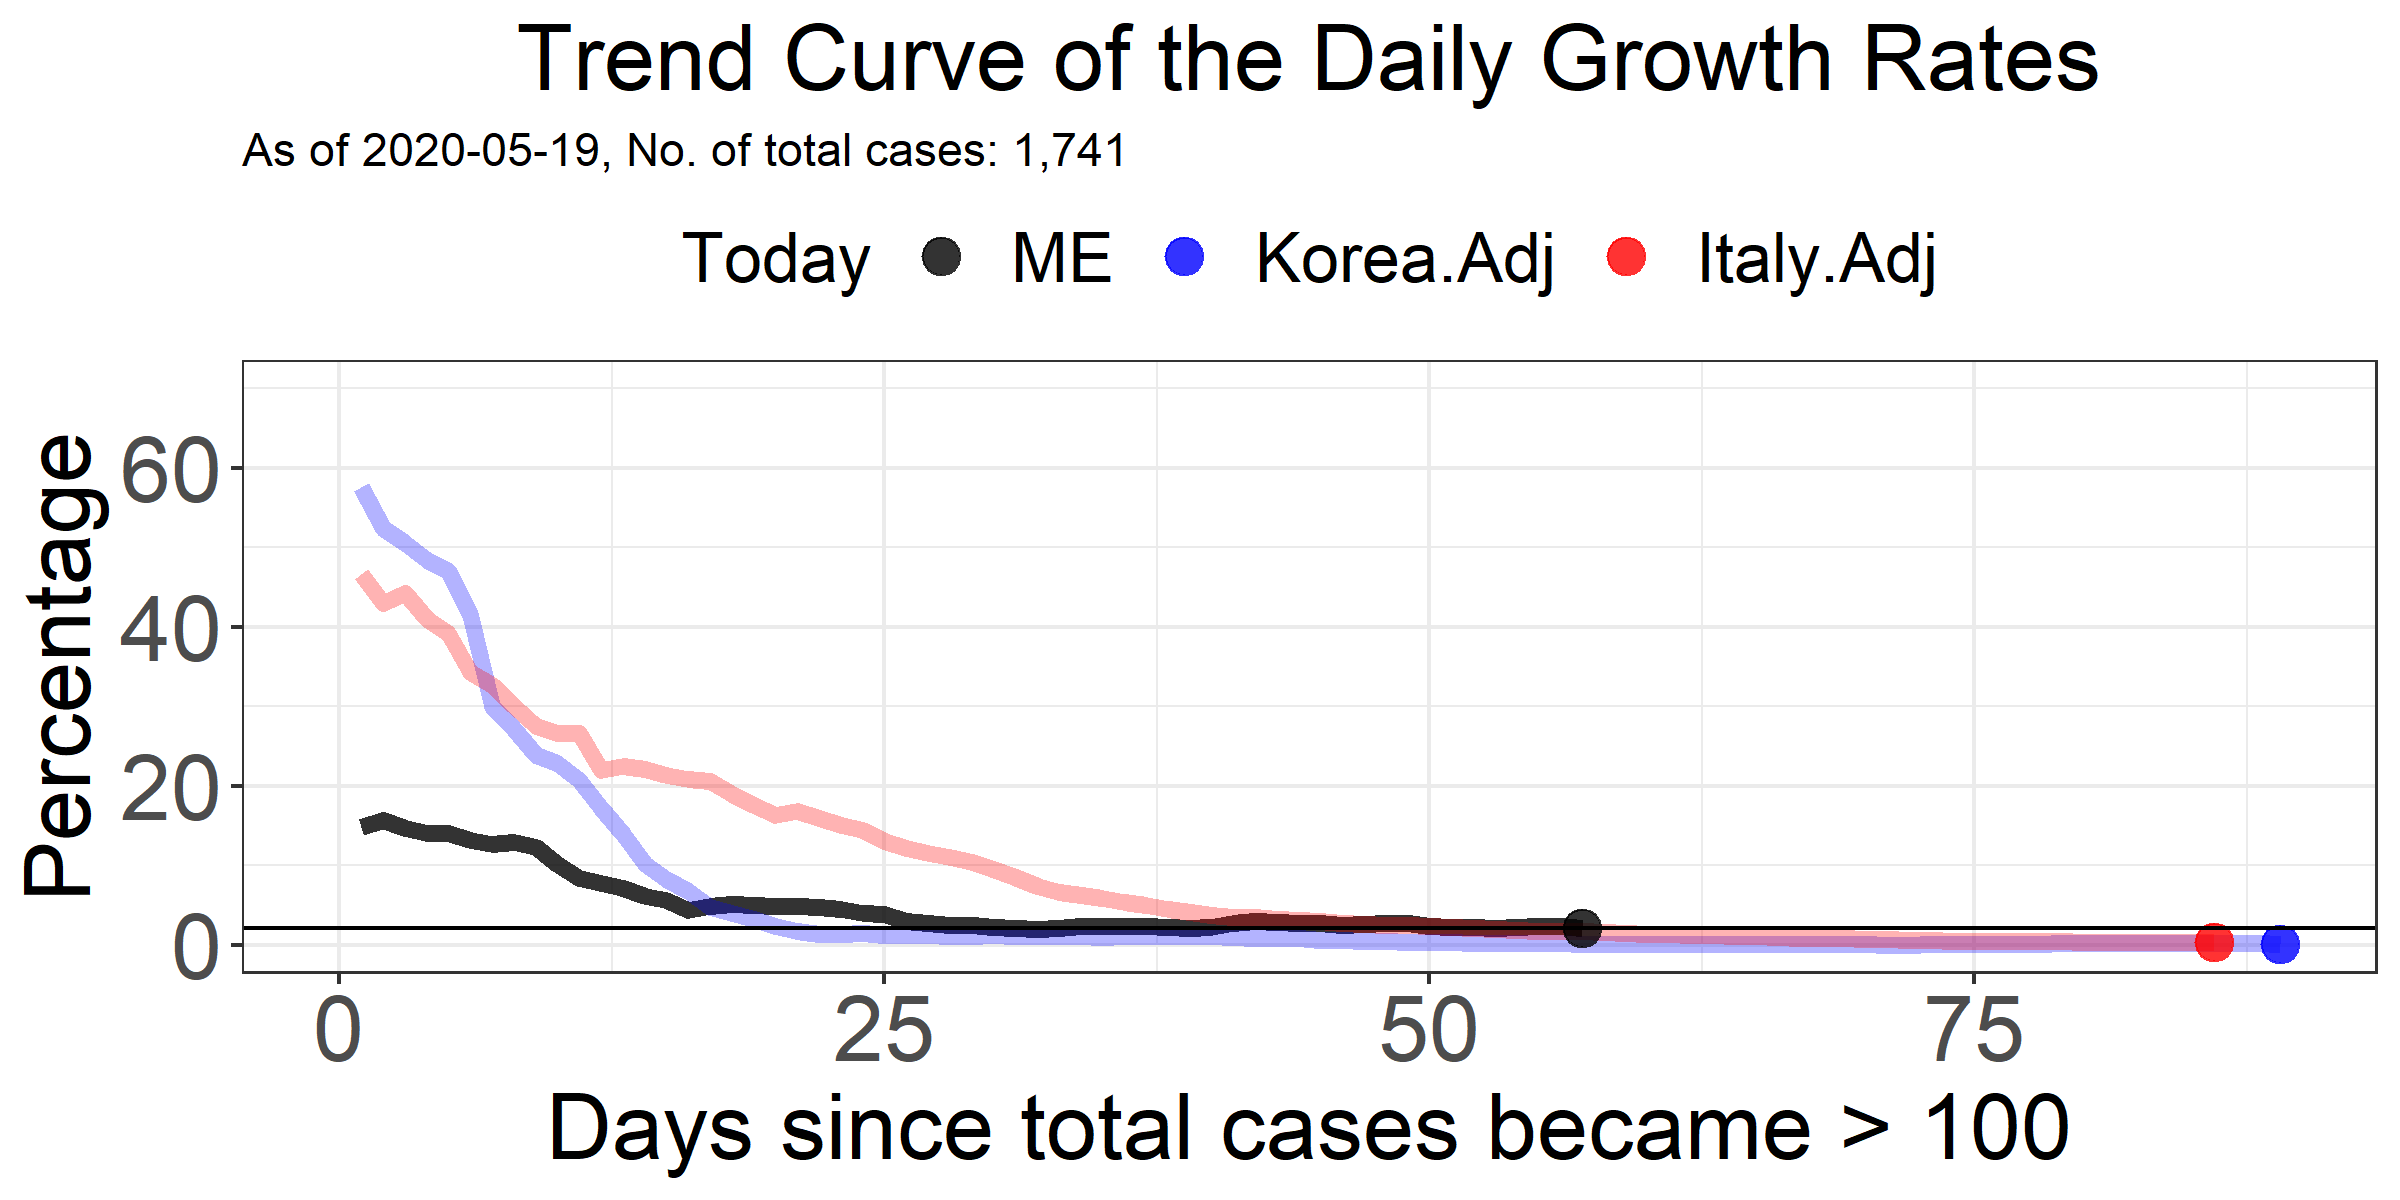 Trend Curve of the Daily Growth Rates
As of 2020-05-19, No. of total cases: 1,741
Today ME Korea.Adj Italy.Adj
Percentage
60
40
20
0
0 25 50 75
Days since total cases became > 100